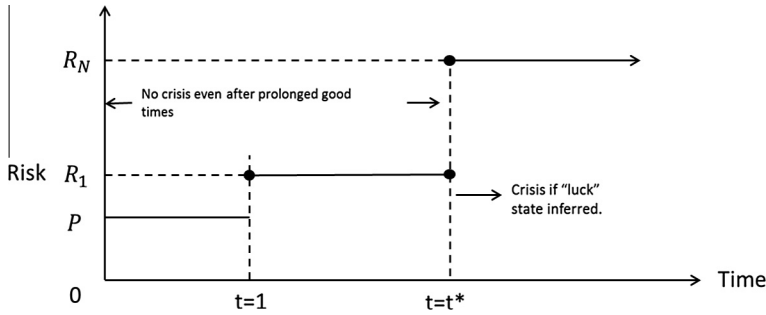 R_N
No crisis even after prolonged good
times
Risk R_1
Crisis if “luck”
state inferred.
P
0
Time
t=1
t=t*